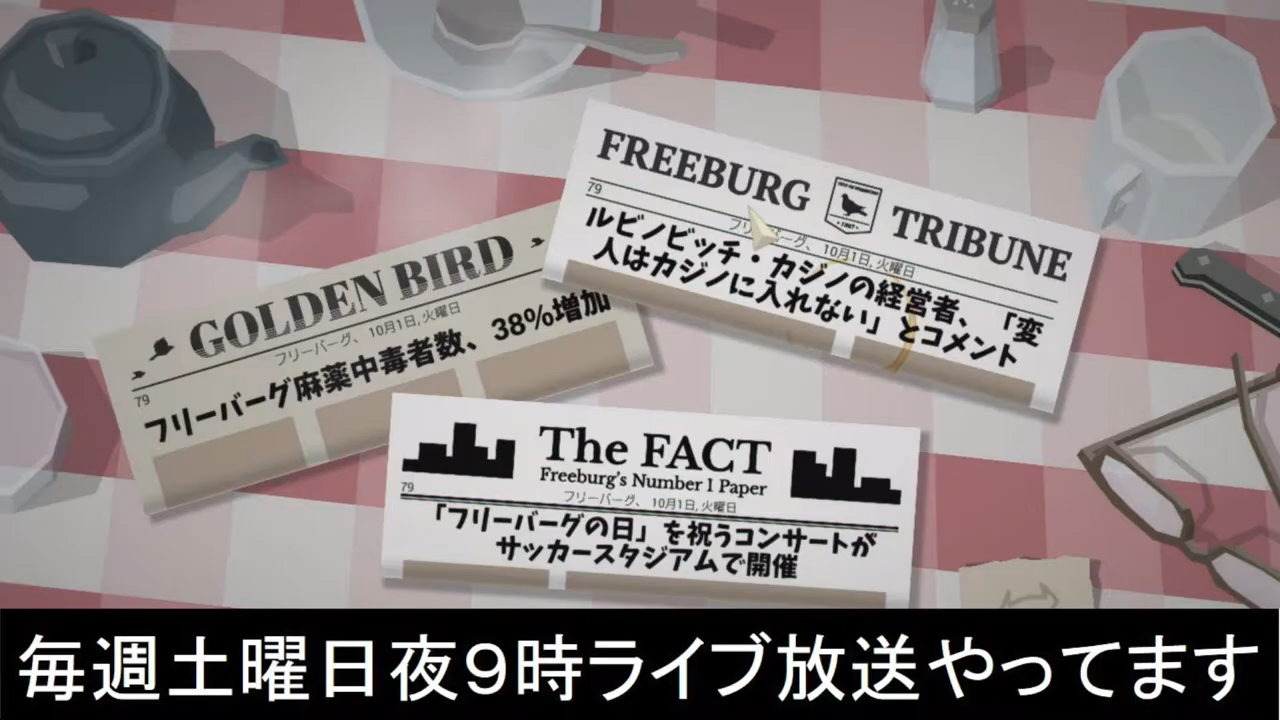 FREEBURG TRIBUNE
79
フリーバーグ、 10月1日, 火曜日
ルビノビッチ・カジノの経営者、「変
人はカジノに入れない」とコメント
GOLDEN BIRD
フリーバーグ、 10月1日, 火曜日
79
フリーバーグ麻薬中毒者数、38%増加
The FACT
Freeburg's Number 1 Paper
79
フリーバーグ、 10月1日, 火曜日
「フリーバーグの日」を祝うコンサートが
サッカースタジアムで開催
毎週土曜日夜9時ライブ放送やってます